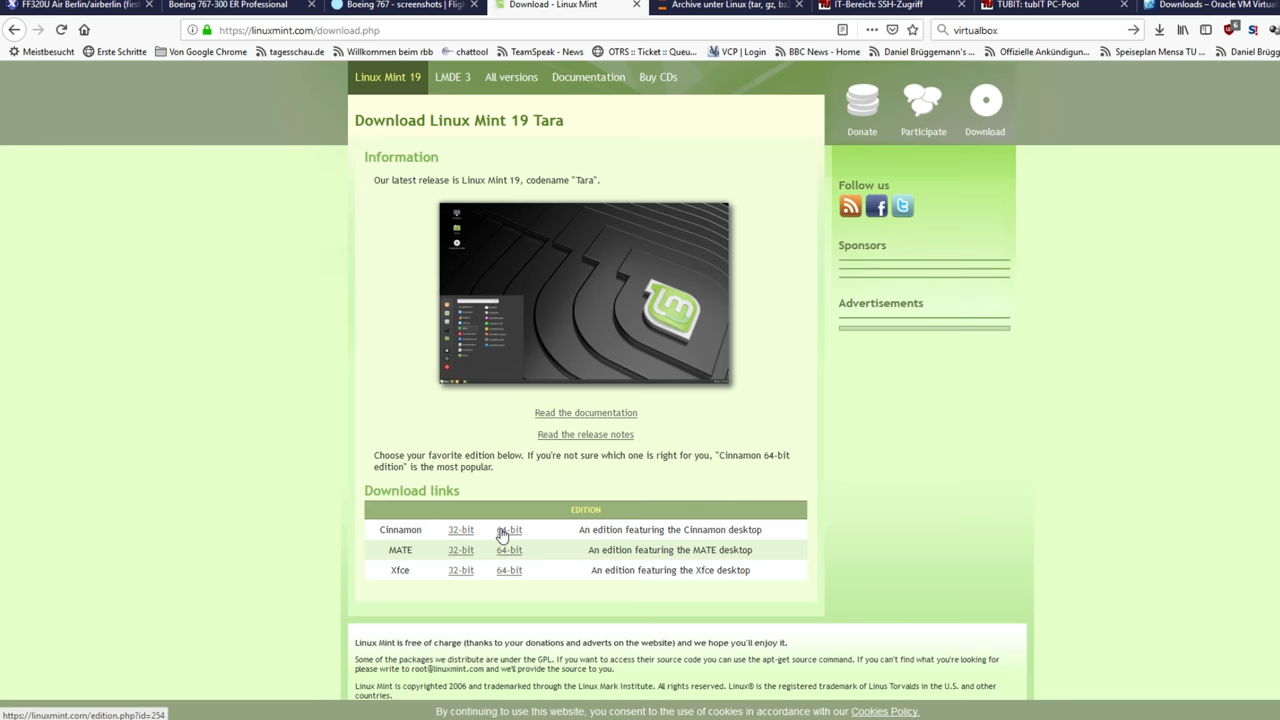 FF320U Air Berlin/airberlin (first
Boeing 767-300 ER Professional
Boeing 767 - screenshots | Fligh
Download - Linux Mint
Archive unter Linux (tar, gz, bz2
IT-Bereich: SSH-Zugriff
TUBIT: tubIT PC-Pool
Downloads – Oracle VM Virtual
https://linuxmint.com/download.php
virtualbox
6
Meistbesucht
Erste Schritte
Von Google Chrome
tagesschau.de
Willkommen beim rbb
chattool
TeamSpeak - News
OTRS :: Ticket :: Queu...
VCP | Login
BBC News - Home
Daniel Brüggemann's ...
Offizielle Ankündigun...
Speiseplan Mensa TU ...
Daniel Brügg
Linux Mint 19
LMDE 3
All versions
Documentation
Buy CDs
Donate
Participate
Download
Download Linux Mint 19 Tara
Information
Our latest release is Linux Mint 19, codename "Tara".
Follow us
Sponsors
Advertisements
Read the documentation
Read the release notes
Choose your favorite edition below. If you're not sure which one is right for you, "Cinnamon 64-bit
edition" is the most popular.
Download links
EDITION
Cinnamon 32-bit 64-bit An edition featuring the Cinnamon desktop
MATE 32-bit 64-bit An edition featuring the MATE desktop
Xfce 32-bit 64-bit An edition featuring the Xfce desktop
Linux Mint is free of charge (thanks to your donations and adverts on the website) and we hope you'll enjoy it.
Some of the packages we distribute are under the GPL. If you want to access their source code you can use the apt-get source command. If you can't find what you're looking for
please write to root@linuxmint.com and we'll provide the source to you.
Linux Mint is copyrighted 2006 and trademarked through the Linux Mark Institute. All rights reserved. Linux® is the registered trademark of Linus Torvalds in the U.S. and other
countries.
By continuing to use this website, you consent to the use of cookies in accordance with our Cookies Policy.
https://linuxmint.com/edition.php?id=254